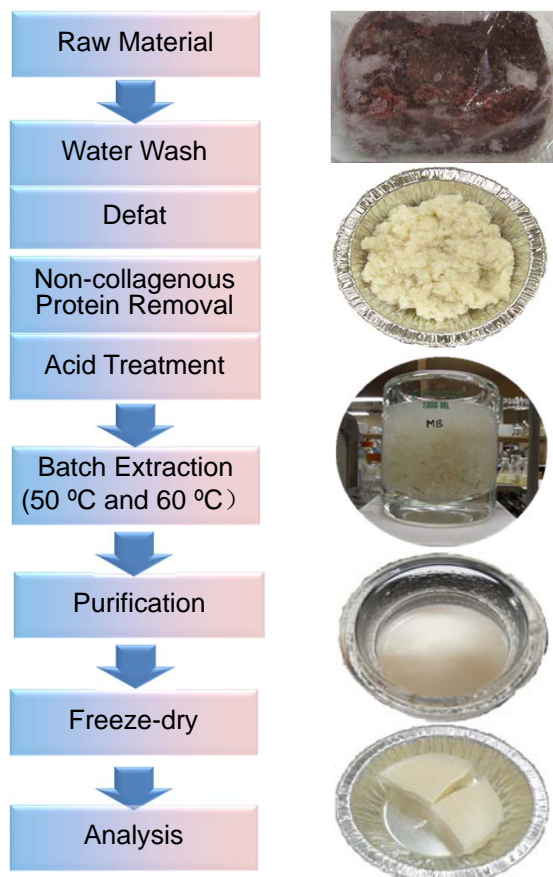 Raw Material
Water Wash
Defat
Non-collagenous
Protein Removal
Acid Treatment
Batch Extraction
(50 ºC and 60 ºC）
Purification
Freeze-dry
Analysis
1000 ML
MB